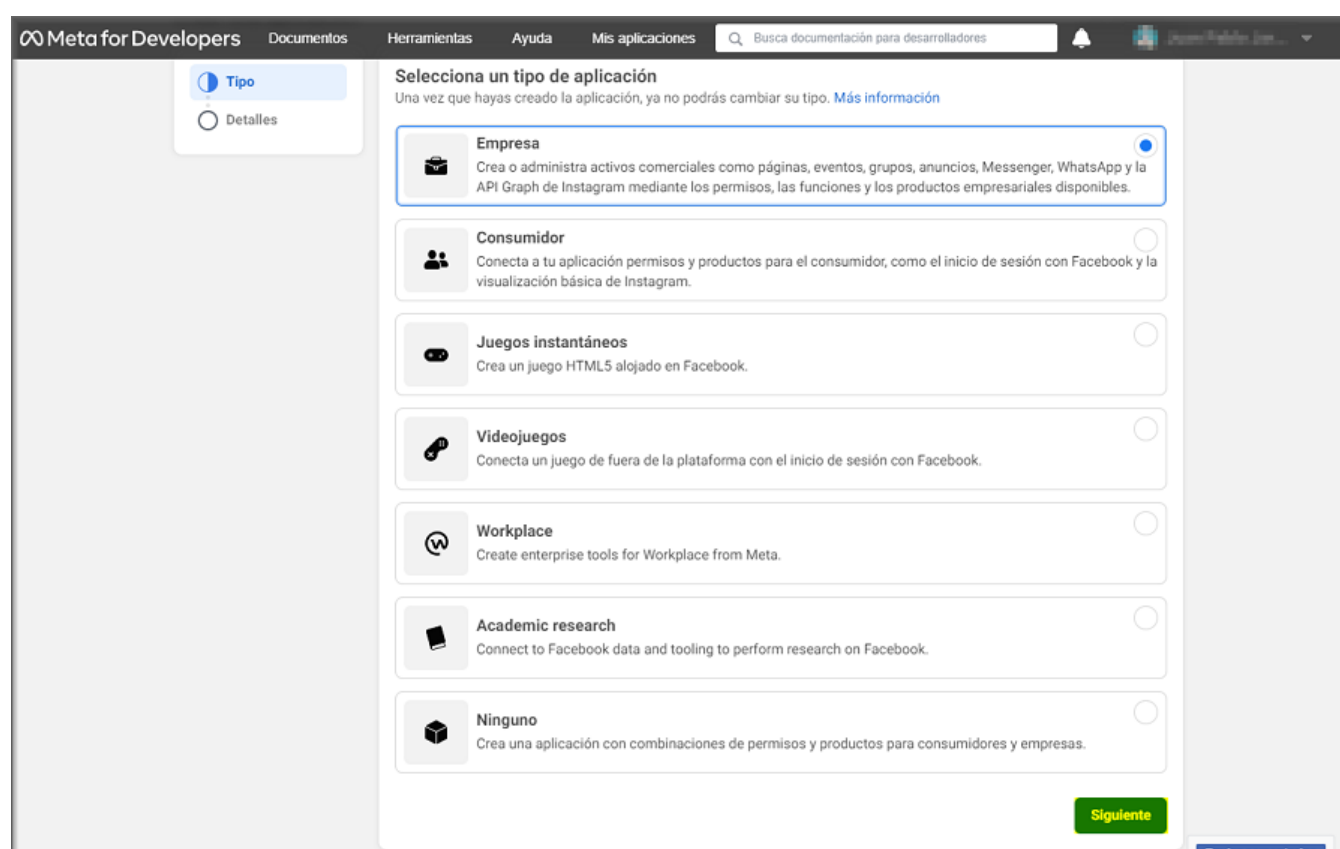 Meta for Developers Documentos Herramientas Ayuda Mis aplicaciones Busca documentación para desarrolladores
Tipo
Detalles
Selecciona un tipo de aplicación
Una vez que hayas creado la aplicación, ya no podrás cambiar su tipo. Más información
Empresa
Crea o administra activos comerciales como páginas, eventos, grupos, anuncios, Messenger, WhatsApp y la
API Graph de Instagram mediante los permisos, las funciones y los productos empresariales disponibles.
Consumidor
Conecta a tu aplicación permisos y productos para el consumidor, como el inicio de sesión con Facebook y la
visualización básica de Instagram.
Juegos instantáneos
Crea un juego HTML5 alojado en Facebook.
Videojuegos
Conecta un juego de fuera de la plataforma con el inicio de sesión con Facebook.
Workplace
Create enterprise tools for Workplace from Meta.
Academic research
Connect to Facebook data and tooling to perform research on Facebook.
Ninguno
Crea una aplicación con combinaciones de permisos y productos para consumidores y empresas.
Siguiente